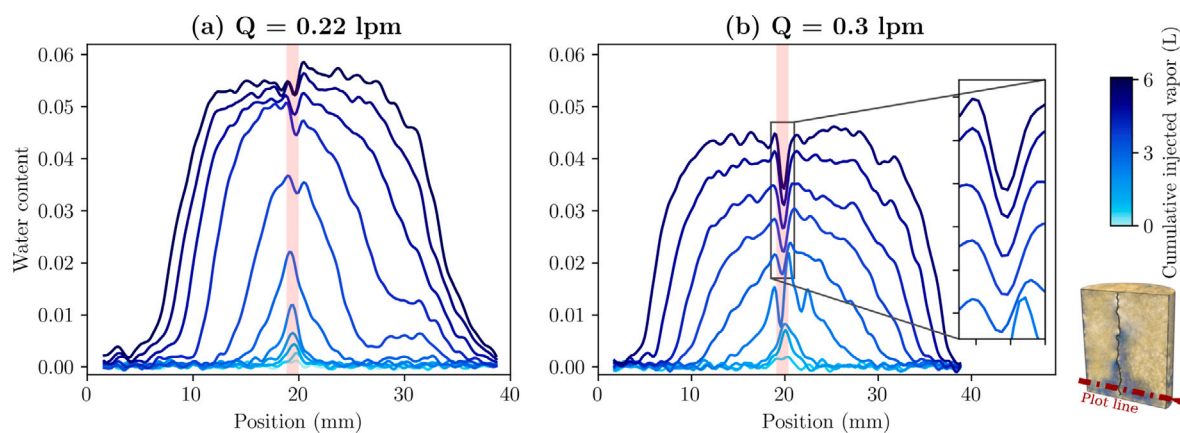 (a) Q = 0.22 lpm
(b) Q = 0.3 lpm
0.06
0.05
0.04
0.03
0.02
0.01
0.00
Water content
0 10 20 30 40
Position (mm)
0.06
0.05
0.04
0.03
0.02
0.01
0.00
0 10 20 30 40
Position (mm)
6
3
0
Cumulative injected vapor (L)
Plot line